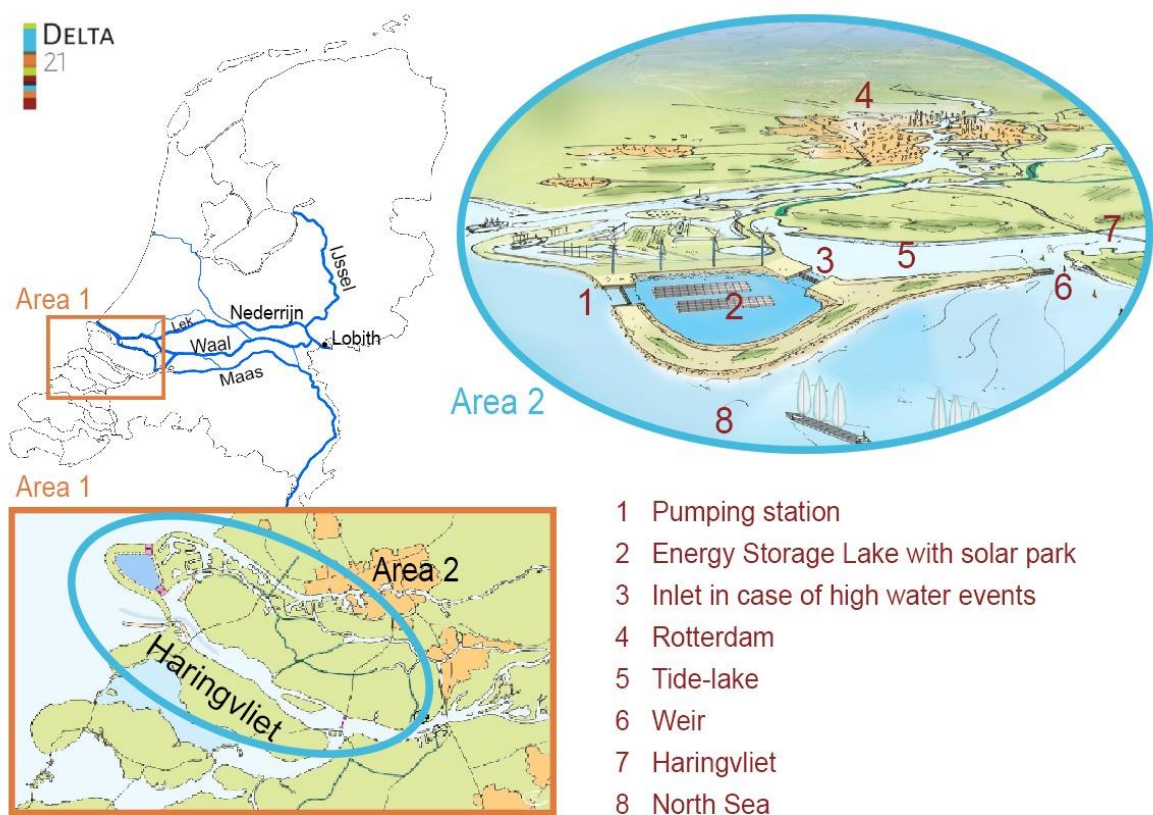 DELTA
21
IJssel
Area 1
Lek
Nederrijn
Lobith
Waal
Maas
4
7
3
5
1
2
6
Area 2
8
Area 1
Area 2
Haringvliet
1 Pumping station
2 Energy Storage Lake with solar park
3 Inlet in case of high water events
4 Rotterdam
5 Tide-lake
6 Weir
7 Haringvliet
8 North Sea